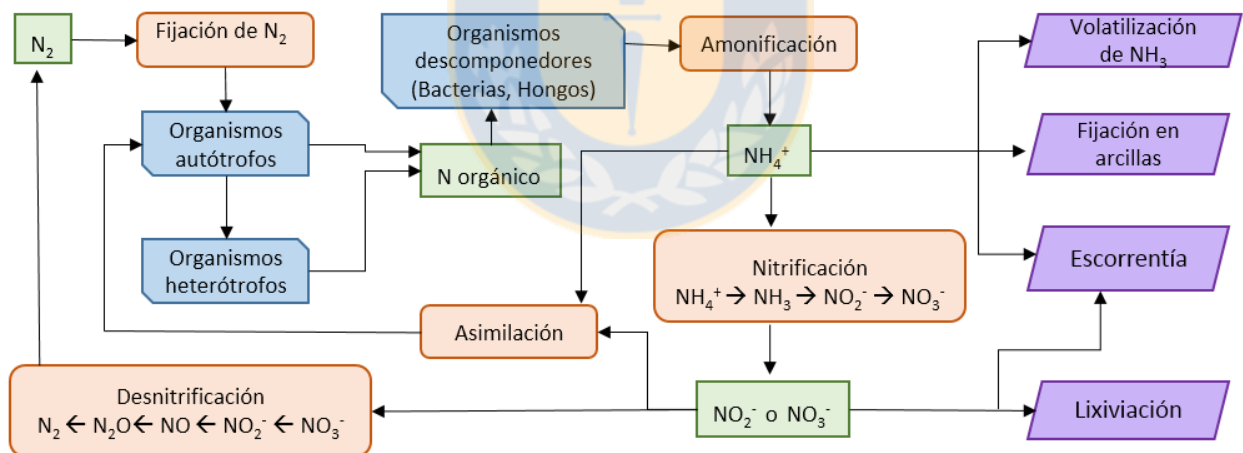 N₂
Fijación de N₂
Organismos
descomponedores
(Bacterias, Hongos)
Amonificación
Volatilización
de NH₃
Organismos
autótrofos
N orgánico
NH₄⁺
Fijación en
arcillas
Organismos
heterótrofos
Nitrificación
NH₄⁺ → NH₃ → NO₂⁻ → NO₃⁻
Escorrentía
Asimilación
Desnitrificación
N₂ ← N₂O ← NO ← NO₂⁻ ← NO₃⁻
NO₂⁻ o NO₃⁻
Lixiviación